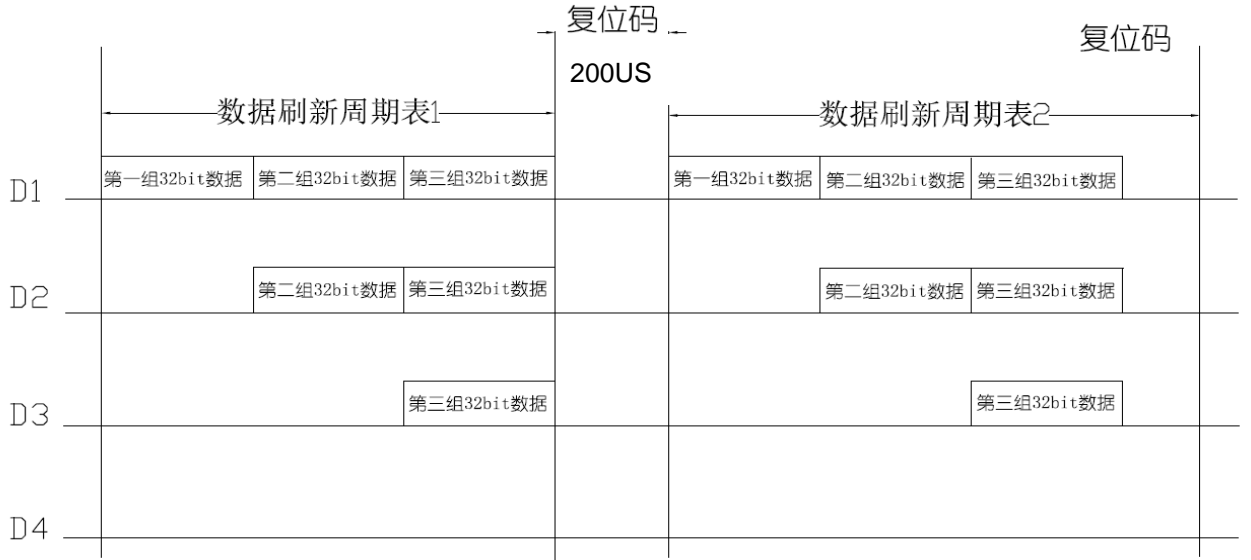 复位码
复位码
200US
数据刷新周期表1
数据刷新周期表2
D1
第一组32bit数据
第二组32bit数据
第三组32bit数据
第一组32bit数据
第二组32bit数据
第三组32bit数据
D2
第二组32bit数据
第三组32bit数据
第二组32bit数据
第三组32bit数据
D3
第三组32bit数据
第三组32bit数据
D4